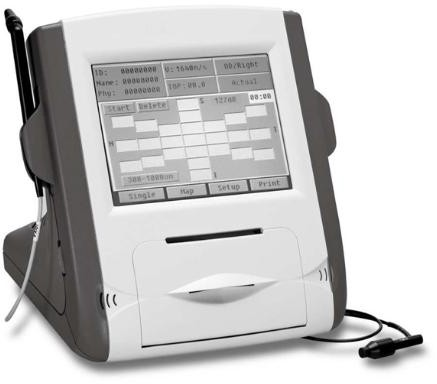 ID: 00000000 V:1640m/s OD/Right
Name: 00000000
Phy: 00000000 IOP:00.0 Actual
Start Delete S 12/60 00:00
N T
I
300-1000um
Single Map Setup Print